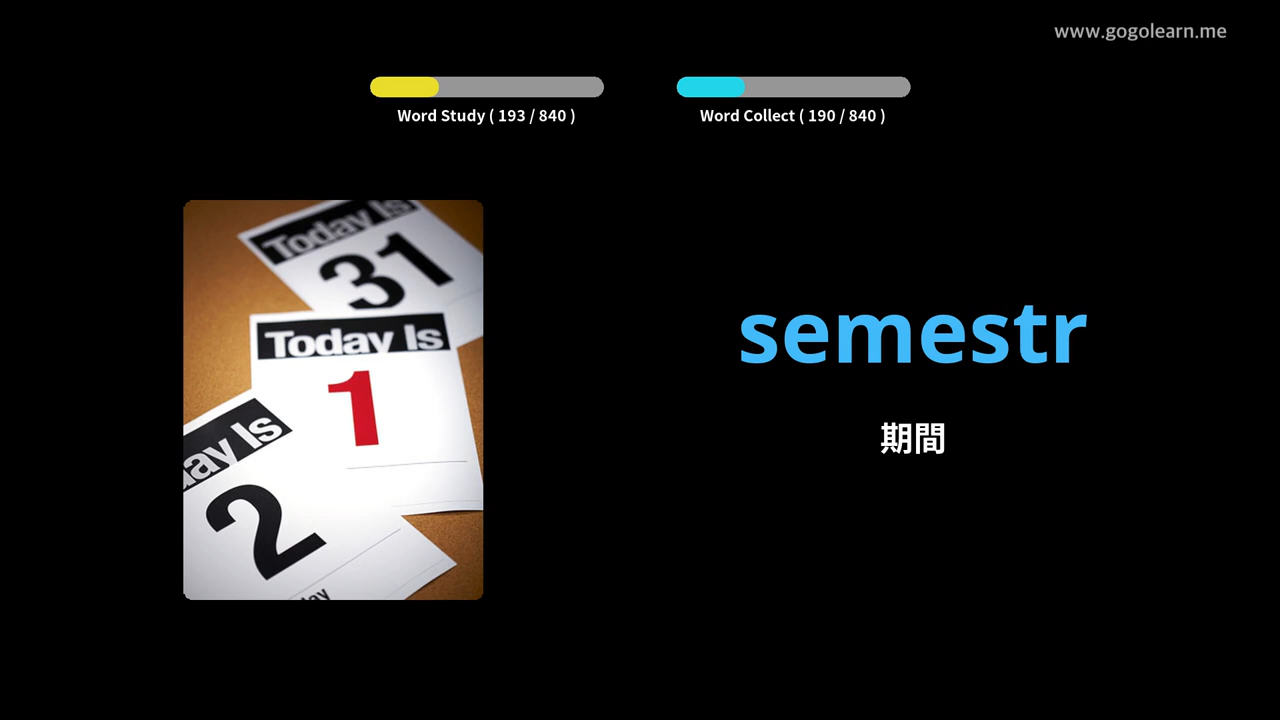 www.gogolearn.me
Word Study ( 193 / 840 )
Word Collect ( 190 / 840 )
Today Is
31
Today Is
1
ay Is
2
ay
semestr
期間